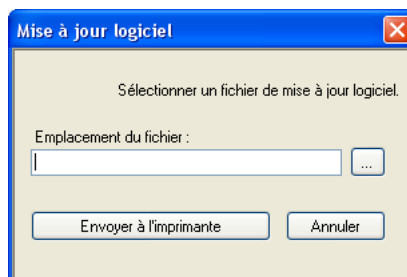 Mise à jour logiciel
Sélectionner un fichier de mise à jour logiciel.
Emplacement du fichier :
...
Envoyer à l'imprimante
Annuler